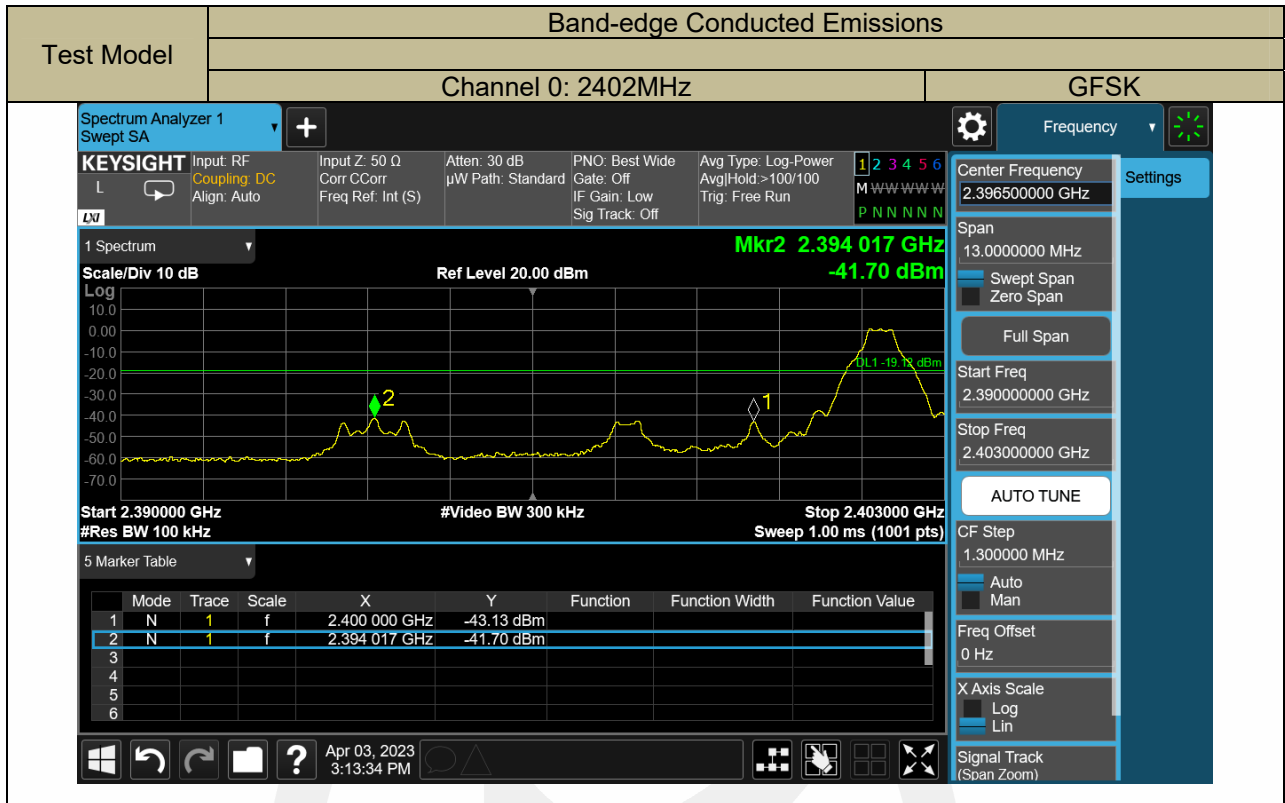 Band-edge Conducted Emissions
Test Model
Channel 0: 2402MHz GFSK
Spectrum Analyzer 1
Swept SA
Frequency
KEYSIGHT
L
LXI
Input: RF
Coupling: DC
Align: Auto
Input Z: 50 Ω
Corr CCorr
Freq Ref: Int (S)
Atten: 30 dB
µW Path: Standard
PNO: Best Wide
Gate: Off
IF Gain: Low
Sig Track: Off
Avg Type: Log-Power
Avg|Hold:>100/100
Trig: Free Run
1 2 3 4 5 6
M W W W W W
P N N N N N
1 Spectrum
Mkr2 2.394 017 GHz
-41.70 dBm
Scale/Div 10 dB
Ref Level 20.00 dBm
Log
10.0
0.00
-10.0
-20.0
-30.0
-40.0
-50.0
-60.0
-70.0
DL1 -19.12 dBm
2
1
Start 2.390000 GHz
#Video BW 300 kHz
Stop 2.403000 GHz
#Res BW 100 kHz
Sweep 1.00 ms (1001 pts)
5 Marker Table
Mode Trace Scale X Y Function Function Width Function Value
1 N 1 f 2.400 000 GHz -43.13 dBm
2 N 1 f 2.394 017 GHz -41.70 dBm
3
4
5
6
?
Apr 03, 2023
3:13:34 PM
Center Frequency
2.396500000 GHz
Settings
Span
13.0000000 MHz
Swept Span
Zero Span
Full Span
Start Freq
2.390000000 GHz
Stop Freq
2.403000000 GHz
AUTO TUNE
CF Step
1.300000 MHz
Auto
Man
Freq Offset
0 Hz
X Axis Scale
Log
Lin
Signal Track
(Span Zoom)